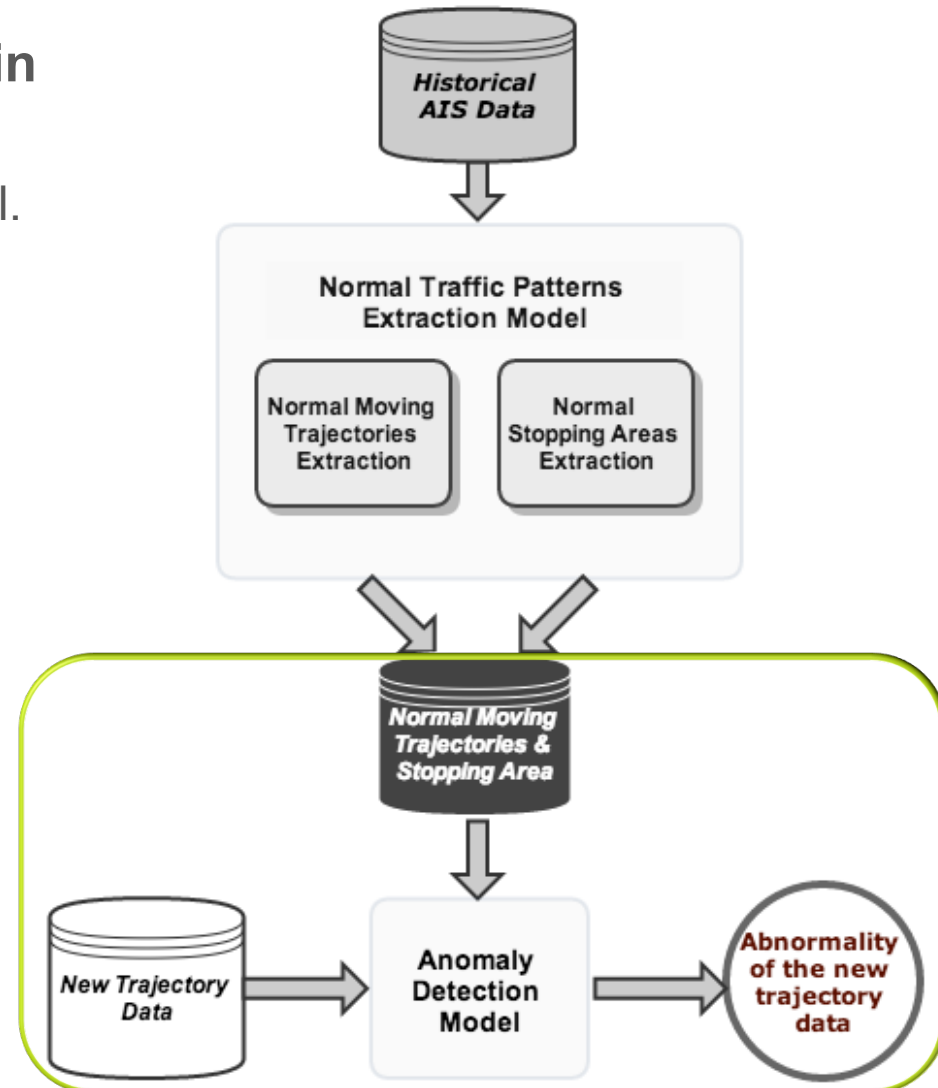 in
l.
Historical
AIS Data
Normal Traffic Patterns
Extraction Model
Normal Moving
Trajectories
Extraction
Normal
Stopping Areas
Extraction
Normal Moving
Trajectories &
Stopping Area
New Trajectory
Data
Anomaly
Detection
Model
Abnormality
of the new
trajectory
data